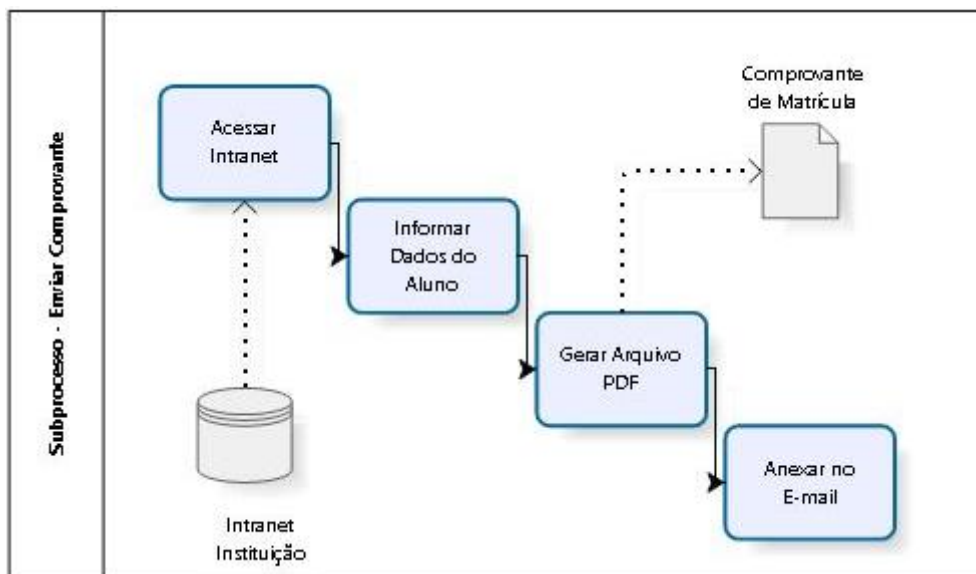 Subprocesso - Enviar Comprovante
Acessar
Intranet
Comprovante
de Matrícula
Informar
Dados do
Aluno
Gerar Arquivo
PDF
Anexar no
E-mail
Intranet
Instituição